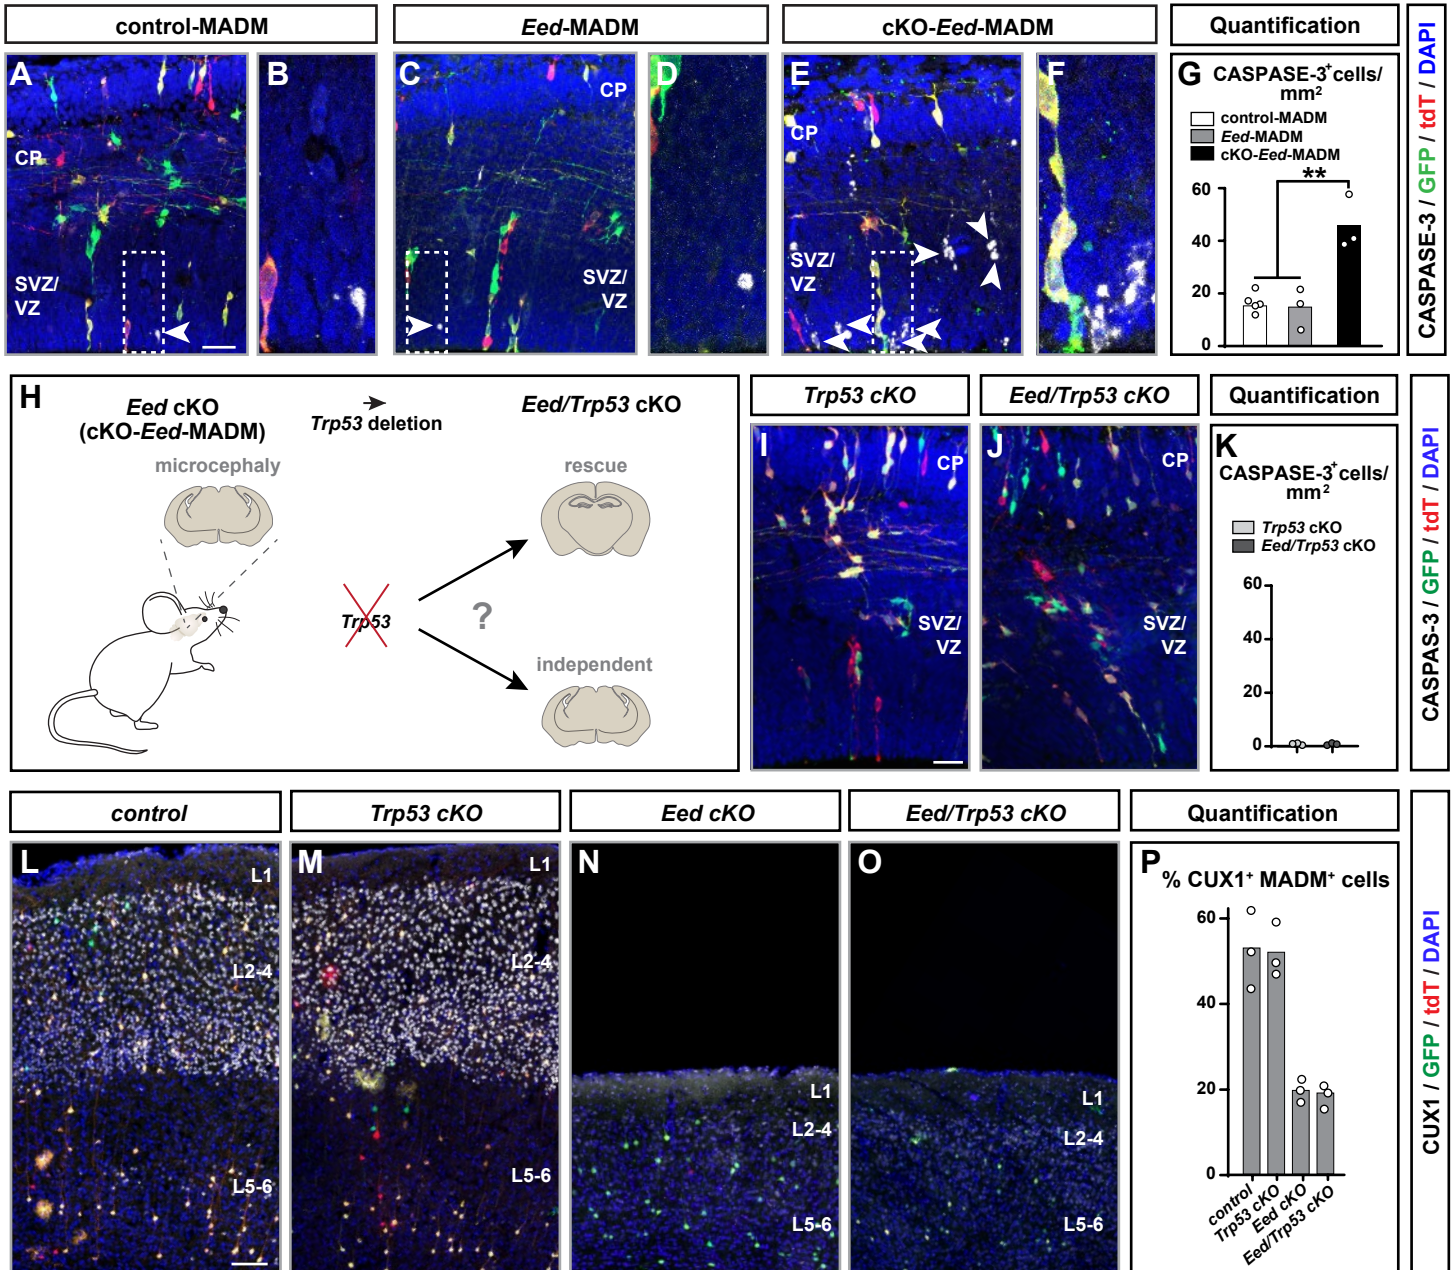 control-MADM
Eed-MADM
cKO-Eed-MADM
Quantification
A
B
C
D
E
F
CP
SVZ/
VZ
CP
SVZ/
VZ
CP
SVZ/
VZ
G
CASPASE-3+cells/
mm2
control-MADM
Eed-MADM
cKO-Eed-MADM
**
60
40
20
0
CASPASE-3 / GFP / tdT / DAPI
H
Eed cKO
(cKO-Eed-MADM)
Trp53 deletion
Eed/Trp53 cKO
microcephaly
rescue
Trp53
?
independent
Trp53 cKO
Eed/Trp53 cKO
Quantification
I
CP
SVZ/
VZ
J
CP
SVZ/
VZ
K
CASPASE-3+cells/
mm2
Trp53 cKO
Eed/Trp53 cKO
60
40
20
0
CASPAS-3 / GFP / tdT / DAPI
control
Trp53 cKO
Eed cKO
Eed/Trp53 cKO
Quantification
L
L1
L2-4
L5-6
M
L1
L2-4
L5-6
N
L1
L2-4
L5-6
O
L1
L2-4
L5-6
P
% CUX1+ MADM+ cells
60
40
20
0
control
Trp53 cKO
Eed cKO
Eed/Trp53 cKO
CUX1 / GFP / tdT / DAPI